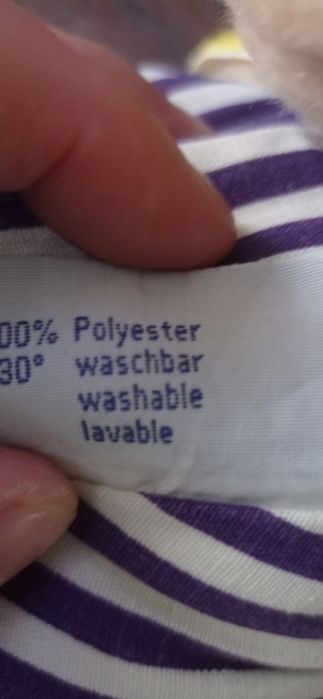 00% Polyester
30° waschbar
washable
lavable